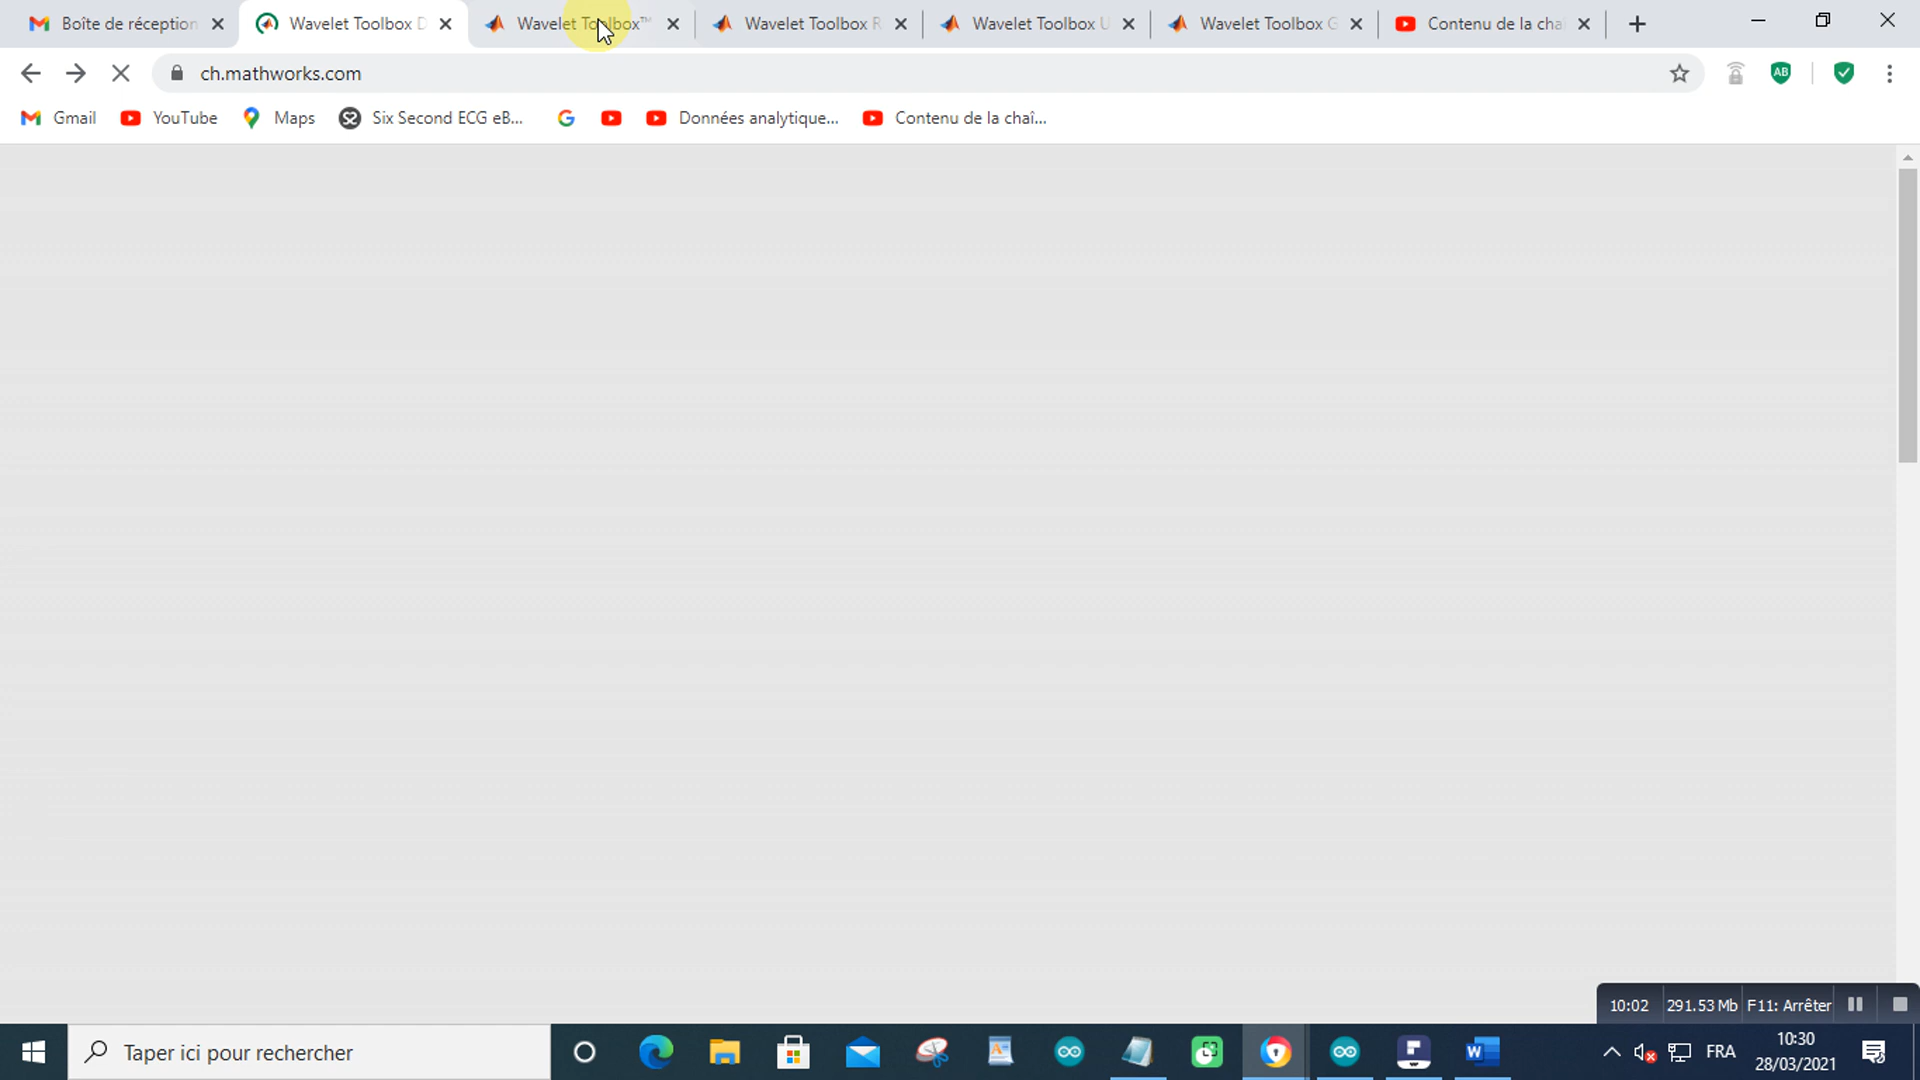 Boîte de réception
Wavelet Toolbox D
Wavelet Toolbox™
Wavelet Toolbox R
Wavelet Toolbox U
Wavelet Toolbox G
Contenu de la chaî
ch.mathworks.com
AB
Gmail
YouTube
Maps
Six Second ECG eB...
Données analytique...
Contenu de la chaî...
10:02
291.53 Mb
F11: Arrêter
Taper ici pour rechercher
FRA
10:30
28/03/2021